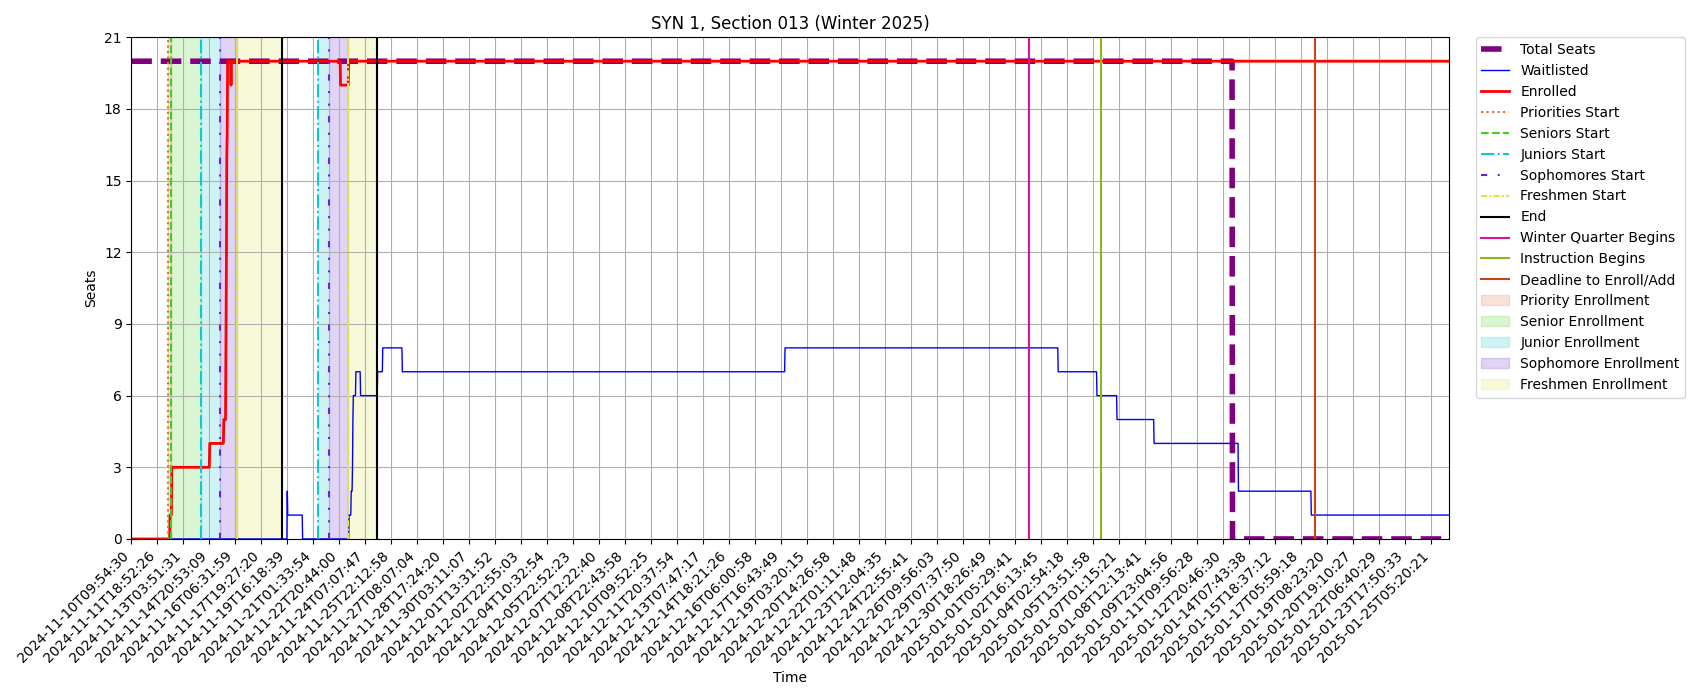 SYN 1, Section 013 (Winter 2025)
Seats
21
18
15
12
9
6
3
0
2024-11-10T09:54:30
2024-11-11T18:52:26
2024-11-13T03:51:31
2024-11-14T20:53:09
2024-11-16T06:31:59
2024-11-17T19:27:20
2024-11-19T16:18:39
2024-11-21T01:33:54
2024-11-22T20:44:00
2024-11-24T07:07:47
2024-11-25T22:12:58
2024-11-27T08:07:04
2024-11-28T17:24:20
2024-11-30T03:11:07
2024-12-01T13:31:52
2024-12-02T22:55:03
2024-12-04T10:32:54
2024-12-05T22:52:23
2024-12-07T12:22:40
2024-12-08T22:43:58
2024-12-10T09:52:25
2024-12-11T20:37:54
2024-12-13T07:47:17
2024-12-14T18:21:26
2024-12-16T06:00:58
2024-12-17T16:43:49
2024-12-19T03:20:15
2024-12-20T14:26:58
2024-12-22T01:11:48
2024-12-23T12:04:35
2024-12-24T22:55:41
2024-12-26T09:56:03
2024-12-29T07:37:50
2024-12-30T18:26:49
2025-01-01T05:29:41
2025-01-02T16:13:45
2025-01-04T02:54:18
2025-01-05T13:51:58
2025-01-07T01:15:21
2025-01-08T12:13:41
2025-01-09T23:04:56
2025-01-11T09:56:28
2025-01-12T20:46:30
2025-01-14T07:43:38
2025-01-15T18:37:12
2025-01-17T05:59:18
2025-01-19T08:23:20
2025-01-20T19:10:27
2025-01-22T06:40:29
2025-01-23T17:50:33
2025-01-25T05:20:21
Time
Total Seats
Waitlisted
Enrolled
Priorities Start
Seniors Start
Juniors Start
Sophomores Start
Freshmen Start
End
Winter Quarter Begins
Instruction Begins
Deadline to Enroll/Add
Priority Enrollment
Senior Enrollment
Junior Enrollment
Sophomore Enrollment
Freshmen Enrollment